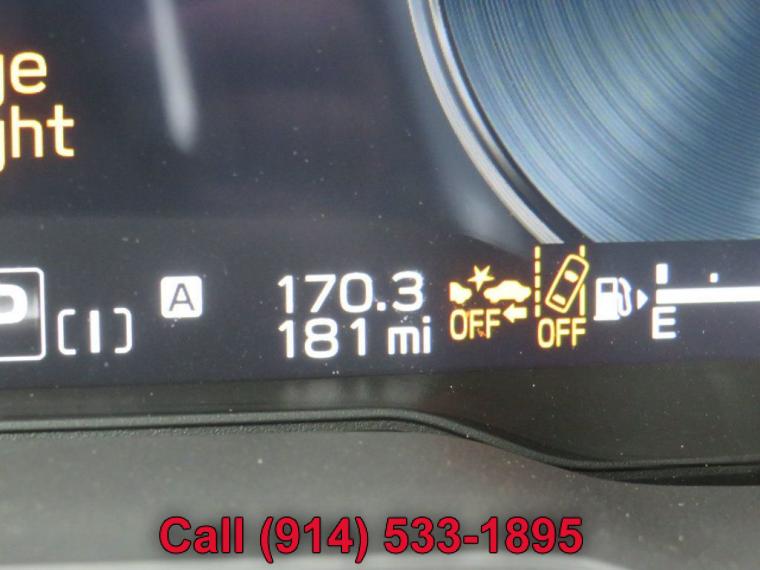 ge
ght
P
A
170.3
181 mi
OFF OFF
E
Call (914) 533-1895